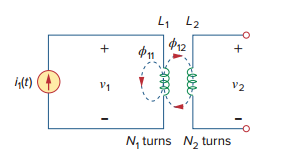 L₁ L₂
+ ϕ₁₁ ϕ₁₂ +
i₁(t) v₁ v₂
– –
N₁ turns N₂ turns